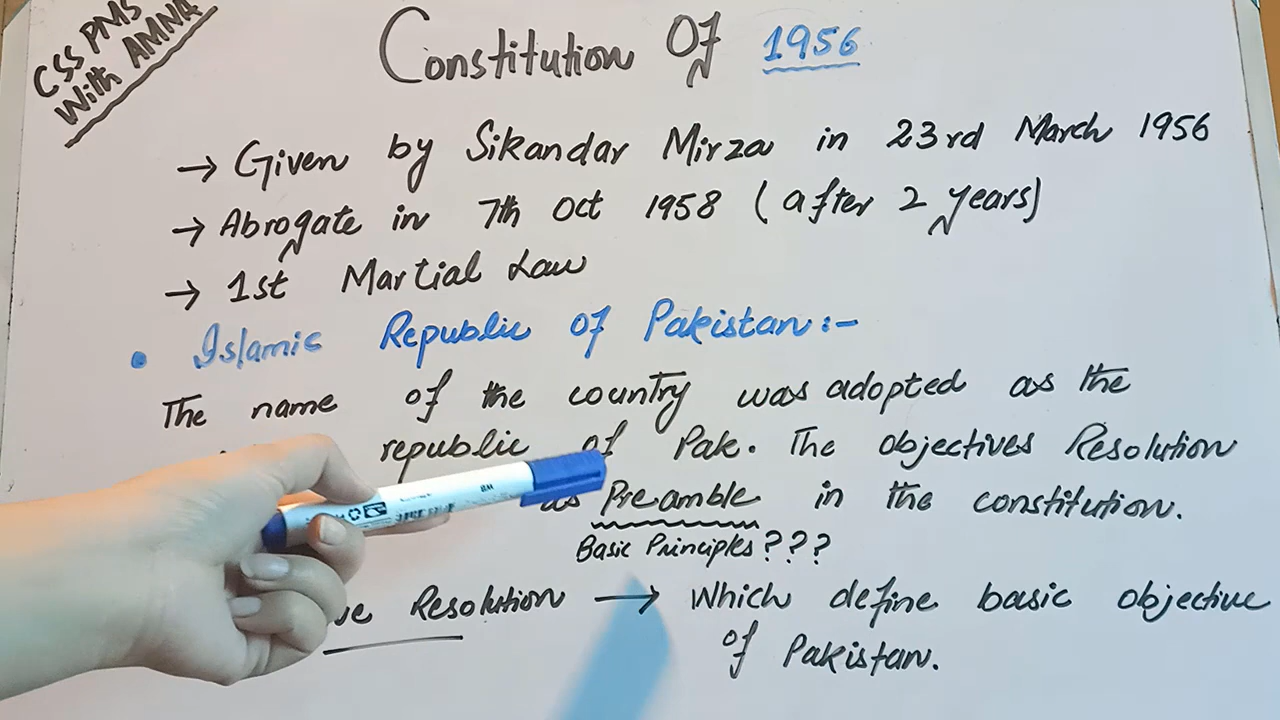 CSS PMS
With AMNA
Constitution Of 1956
→ Given by Sikandar Mirza in 23rd March 1956
→ Abrogate in 7th Oct 1958 (after 2 years)
→ 1st Martial Law
• Islamic Republic Of Pakistan:-
The name of the country was adopted as the
republic of Pak. The objectives Resolution
as Preamble in the constitution.
Basic Principles???
Resolution → Which define basic objective
of Pakistan.